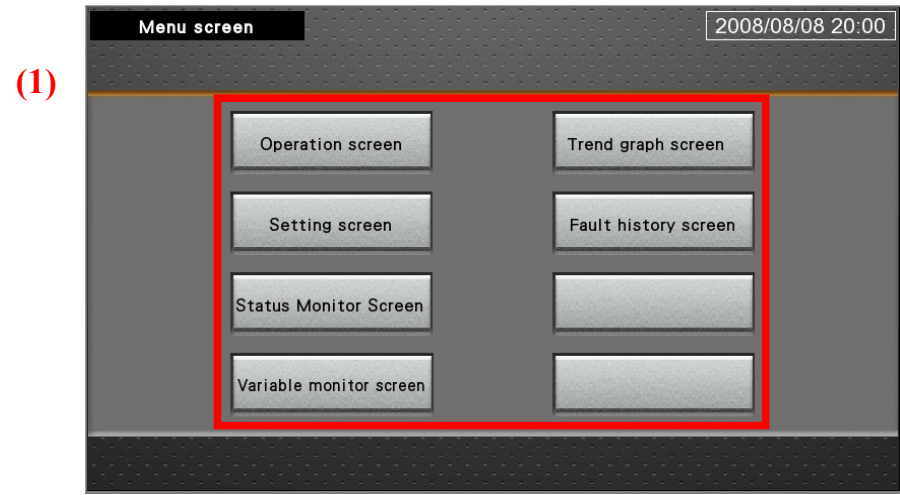 Menu screen
2008/08/08 20:00
(1)
Operation screen
Trend graph screen
Setting screen
Fault history screen
Status Monitor Screen
Variable monitor screen